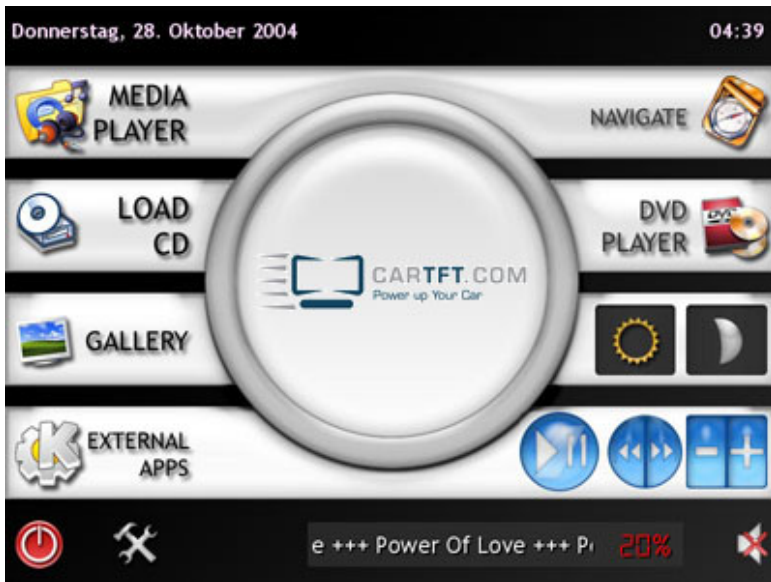 Donnerstag, 28. Oktober 2004
04:39
MEDIA
PLAYER
NAVIGATE
LOAD
CD
DVD
PLAYER
DVD
CARTFT.COM
Power up Your Car
GALLERY
EXTERNAL
APPS
e +++ Power Of Love +++ P
20%